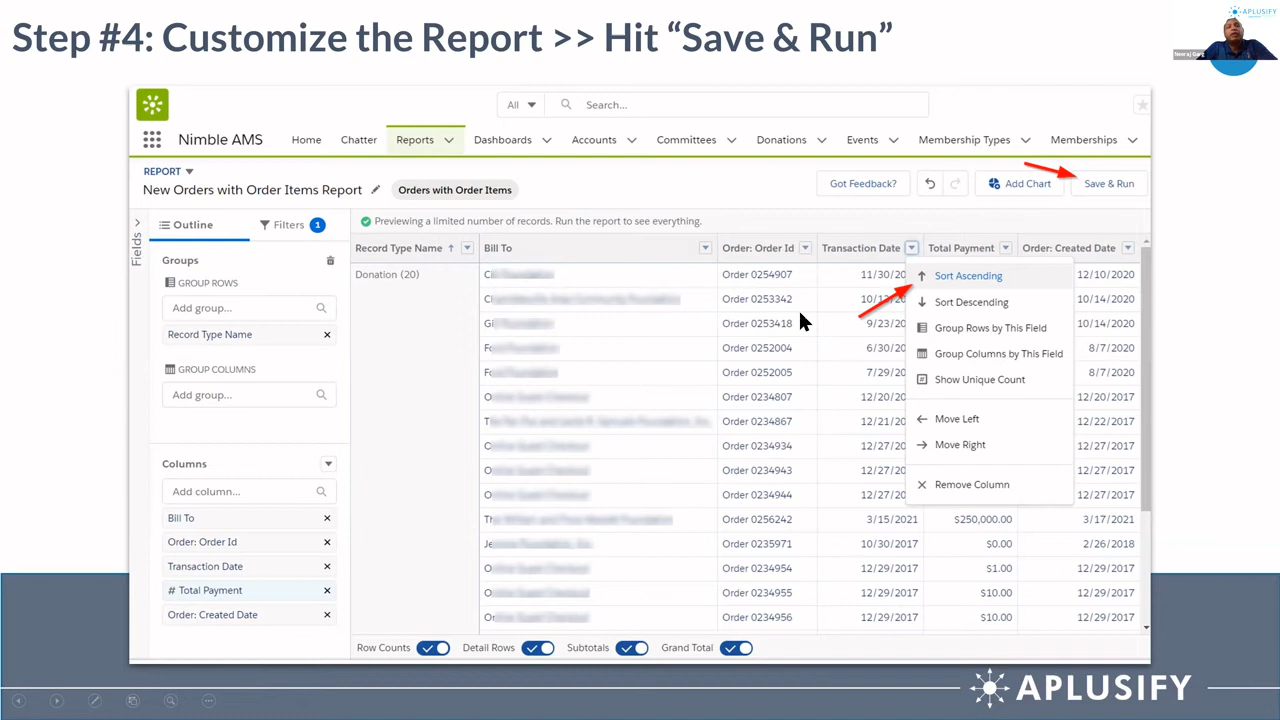 Step #4: Customize the Report >> Hit “Save & Run”
APLUSIFY
Neeraj Garg
All
Search...
Nimble AMS
Home
Chatter
Reports
Dashboards
Accounts
Committees
Donations
Events
Membership Types
Memberships
REPORT
New Orders with Order Items Report
Orders with Order Items
Got Feedback?
Add Chart
Save & Run
Fields
Outline
Filters 1
Previewing a limited number of records. Run the report to see everything.
Groups
GROUP ROWS
Add group...
Record Type Name
GROUP COLUMNS
Add group...
Columns
Add column...
Bill To
Order: Order Id
Transaction Date
# Total Payment
Order: Created Date
Record Type Name
Bill To
Order: Order Id
Transaction Date
Total Payment
Order: Created Date
Donation (20)
Order 0254907 11/30/20 12/10/2020
Order 0253342 10/14/2020
Order 0253418 9/23/20 10/14/2020
Order 0252004 6/30/20 8/7/2020
Order 0252005 7/29/20 8/7/2020
Order 0234807 12/20/20 12/20/2017
Order 0234867 12/21/20 12/22/2017
Order 0234934 12/27/20 12/27/2017
Order 0234943 12/27/20 12/27/2017
Order 0234944 12/27/20 12/27/2017
Order 0256242 3/15/2021 $250,000.00 3/17/2021
Order 0235971 10/30/2017 $0.00 2/26/2018
Order 0234954 12/29/2017 $1.00 12/29/2017
Order 0234955 12/29/2017 $10.00 12/29/2017
Order 0234956 12/29/2017 $10.00 12/29/2017
Sort Ascending
Sort Descending
Group Rows by This Field
Group Columns by This Field
Show Unique Count
Move Left
Move Right
Remove Column
Row Counts
Detail Rows
Subtotals
Grand Total
APLUSIFY